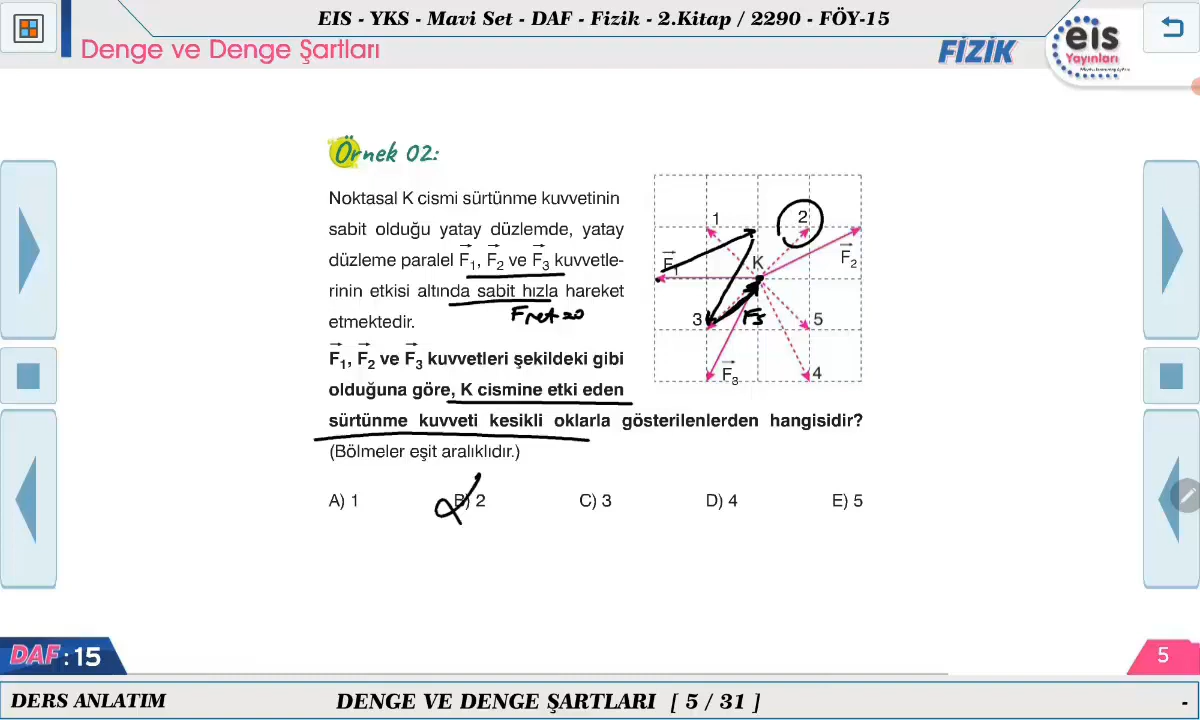 EIS - YKS - Mavi Set - DAF - Fizik - 2.Kitap / 2290 - FÖY-15
Denge ve Denge Şartları
FİZİK
eis
Yayınları
Örnek 02:
Noktasal K cismi sürtünme kuvvetinin
sabit olduğu yatay düzlemde, yatay
düzleme paralel F1, F2 ve F3 kuvvetle-
rinin etkisi altında sabit hızla hareket
etmektedir.
Fnet=0
F1, F2 ve F3 kuvvetleri şekildeki gibi
olduğuna göre, K cismine etki eden
sürtünme kuvveti kesikli oklarla gösterilenlerden hangisidir?
(Bölmeler eşit aralıklıdır.)
1
2
F1
K
F2
3
Fs
5
F3
4
A) 1
B) 2
C) 3
D) 4
E) 5
DAF : 15
5
DERS ANLATIM
DENGE VE DENGE ŞARTLARI [ 5 / 31 ]
-